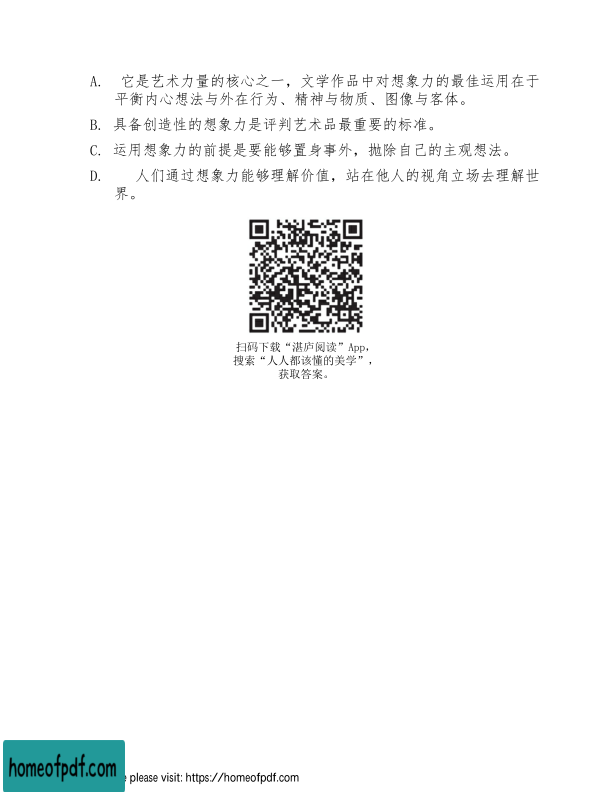 A. 它是艺术力量的核心之一，文学作品中对想象力的最佳运用在于
平衡内心想法与外在行为、精神与物质、图像与客体。
B. 具备创造性的想象力是评判艺术品最重要的标准。
C. 运用想象力的前提是要能够置身事外，抛除自己的主观想法。
D. 人们通过想象力能够理解价值，站在他人的视角立场去理解世
界。
扫码下载“湛庐阅读”App，
搜索“人人都该懂的美学”，
获取答案。
homeofpdf.com
e please visit: https://homeofpdf.com